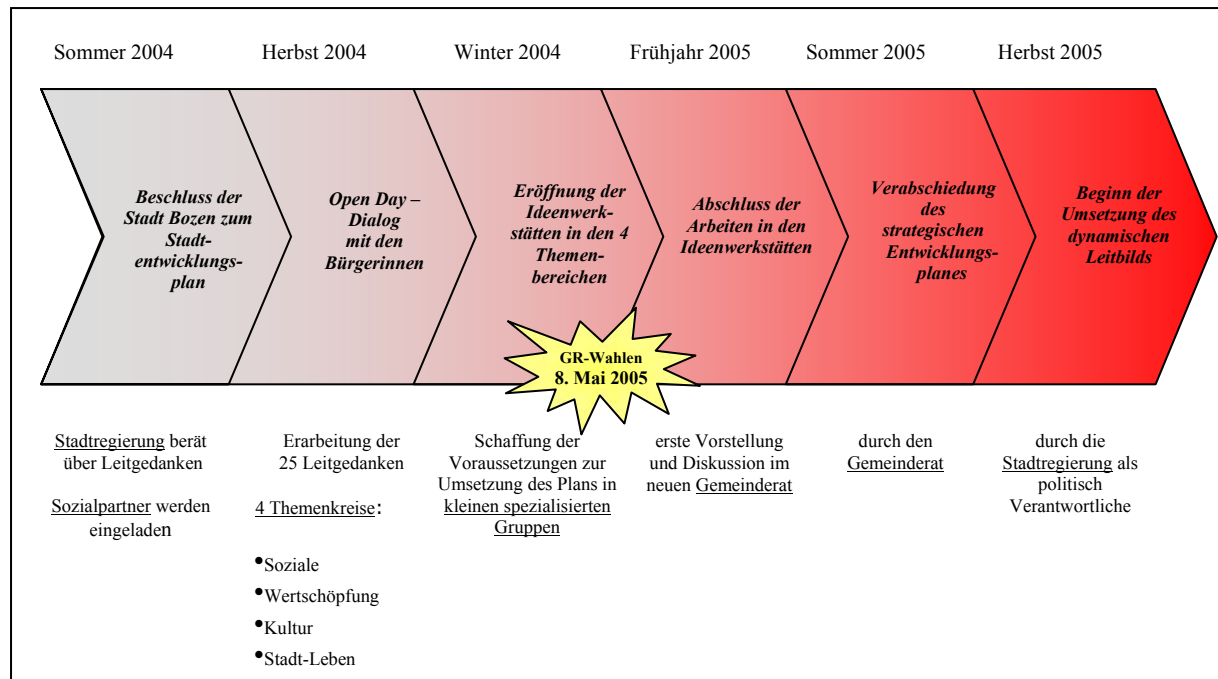 Sommer 2004
Herbst 2004
Winter 2004
Frühjahr 2005
Sommer 2005
Herbst 2005
Beschluss der
Stadt Bozen zum
Stadt-
entwicklungs-
plan
Open Day –
Dialog
mit den
Bürgerinnen
Eröffnung der
Ideenwerk-
stätten in den 4
Themen-
bereichen
Abschluss der
Arbeiten in den
Ideenwerkstätten
Verabschiedung
des
strategischen
Entwicklungs-
planes
Beginn der
Umsetzung des
dynamischen
Leitbilds
GR-Wahlen
8. Mai 2005
Stadtregierung berät
über Leitgedanken
Sozialpartner werden
eingeladen
Erarbeitung der
25 Leitgedanken
4 Themenkreise:
•Soziale
•Wertschöpfung
•Kultur
•Stadt-Leben
Schaffung der
Voraussetzungen zur
Umsetzung des Plans in
kleinen spezialisierten
Gruppen
erste Vorstellung
und Diskussion im
neuen Gemeinderat
durch den
Gemeinderat
durch die
Stadtregierung als
politisch
Verantwortliche